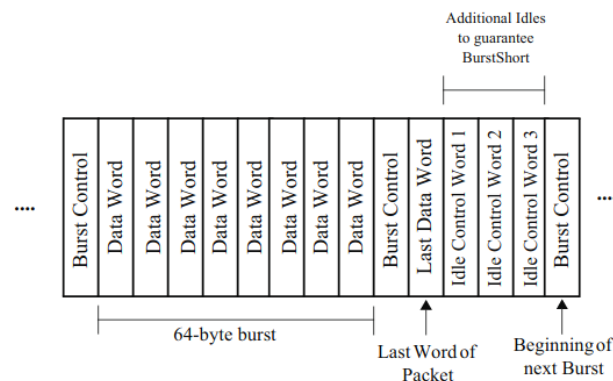 Additional Idles
to guarantee
BurstShort
....
Burst Control
Data Word
Data Word
Data Word
Data Word
Data Word
Data Word
Data Word
Data Word
Burst Control
Last Data Word
Idle Control Word 1
Idle Control Word 2
Idle Control Word 3
Burst Control
...
64-byte burst
Last Word of
Packet
Beginning of
next Burst